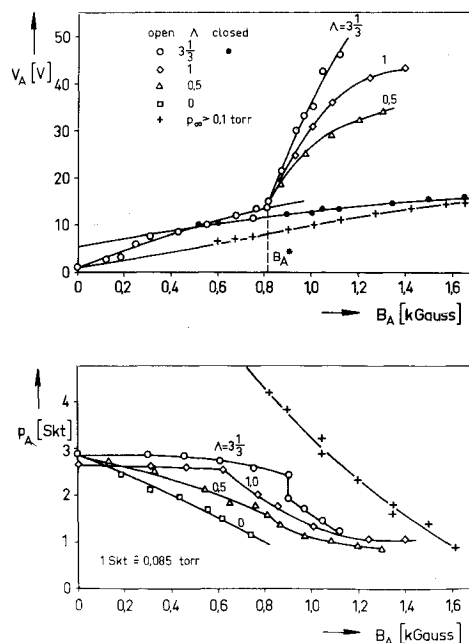 50
40
30
20
10
0
V_A [V]
open Λ closed
○ 3 1/3 ●
◇ 1
△ 0,5
□ 0
+ p∞ > 0,1 torr
Λ=3 1/3
1
0,5
B_A*
0 0,2 0,4 0,6 0,8 1,0 1.2 1.4 1.6
B_A [kGauss]
p_A [Skt]
4
3
2
1
0
Λ=3 1/3
1,0
0,5
0
1 Skt ≙ 0,085 torr
0 0,2 0,4 0,6 0,8 1.0 1.2 1.4 1.6
B_A [kGauss]